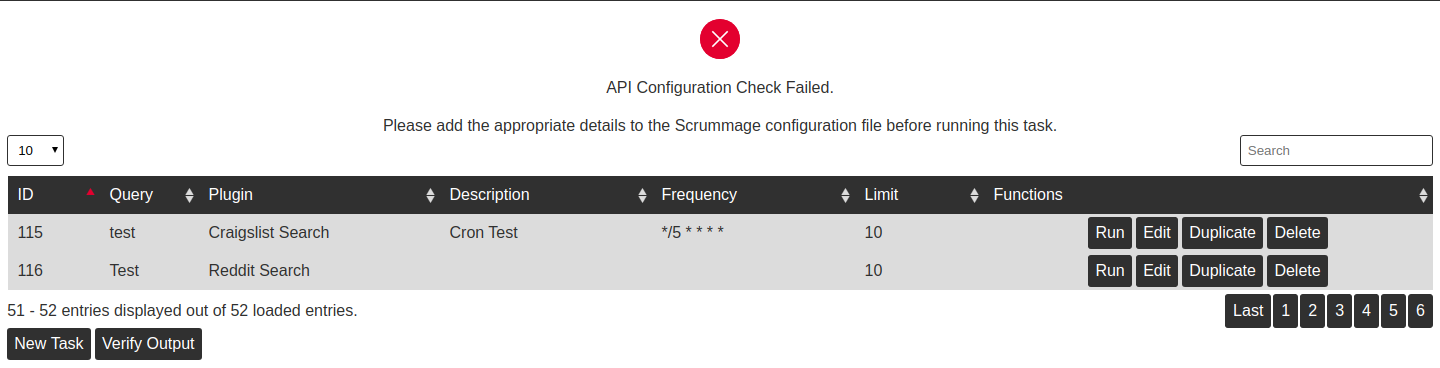 API Configuration Check Failed.
Please add the appropriate details to the Scrummage configuration file before running this task.
10
Search
ID Query Plugin Description Frequency Limit Functions
115 test Craigslist Search Cron Test */5 * * * * 10 Run Edit Duplicate Delete
116 Test Reddit Search 10 Run Edit Duplicate Delete
51 - 52 entries displayed out of 52 loaded entries. Last 1 2 3 4 5 6
New Task Verify Output